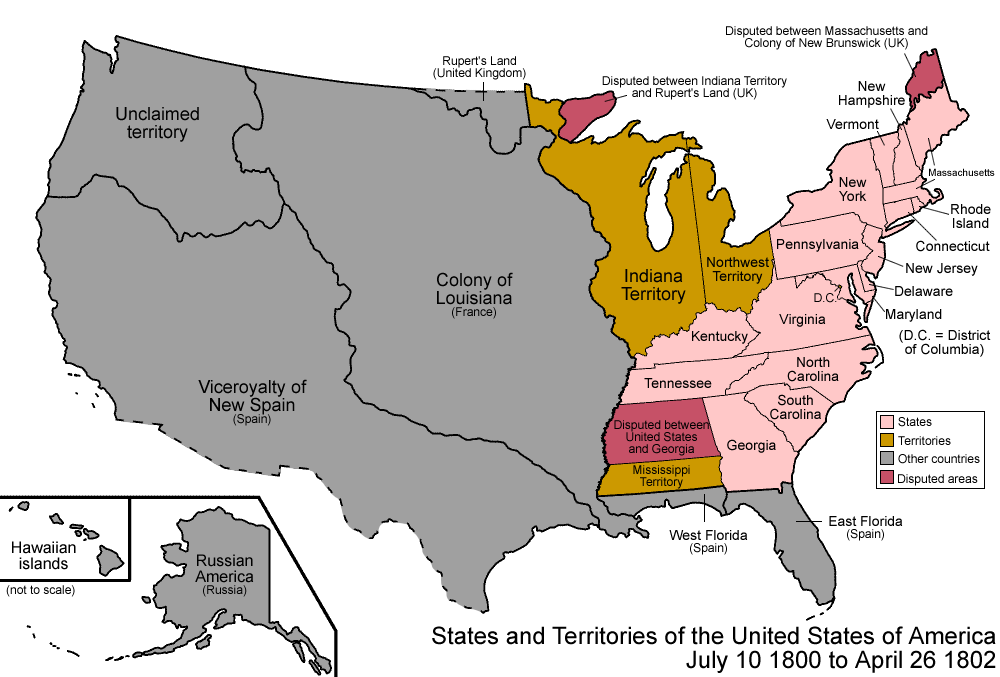 Disputed between Massachusetts and
Colony of New Brunswick (UK)
Rupert's Land
(United Kingdom)
Disputed between Indiana Territory
and Rupert's Land (UK)
New
Hampshire
Vermont
Unclaimed
territory
Massachusetts
New
York
Rhode
Island
Connecticut
Pennsylvania
New Jersey
Northwest
Territory
Indiana
Territory
Colony of
Louisiana
(France)
Delaware
D.C.
Maryland
Virginia
(D.C. = District
of Columbia)
Kentucky
North
Carolina
Tennessee
Viceroyalty of
New Spain
(Spain)
South
Carolina
Disputed between
United States
and Georgia
Georgia
States
Territories
Other countries
Disputed areas
Mississippi
Territory
West Florida
(Spain)
East Florida
(Spain)
Hawaiian
islands
(not to scale)
Russian
America
(Russia)
States and Territories of the United States of America
July 10 1800 to April 26 1802